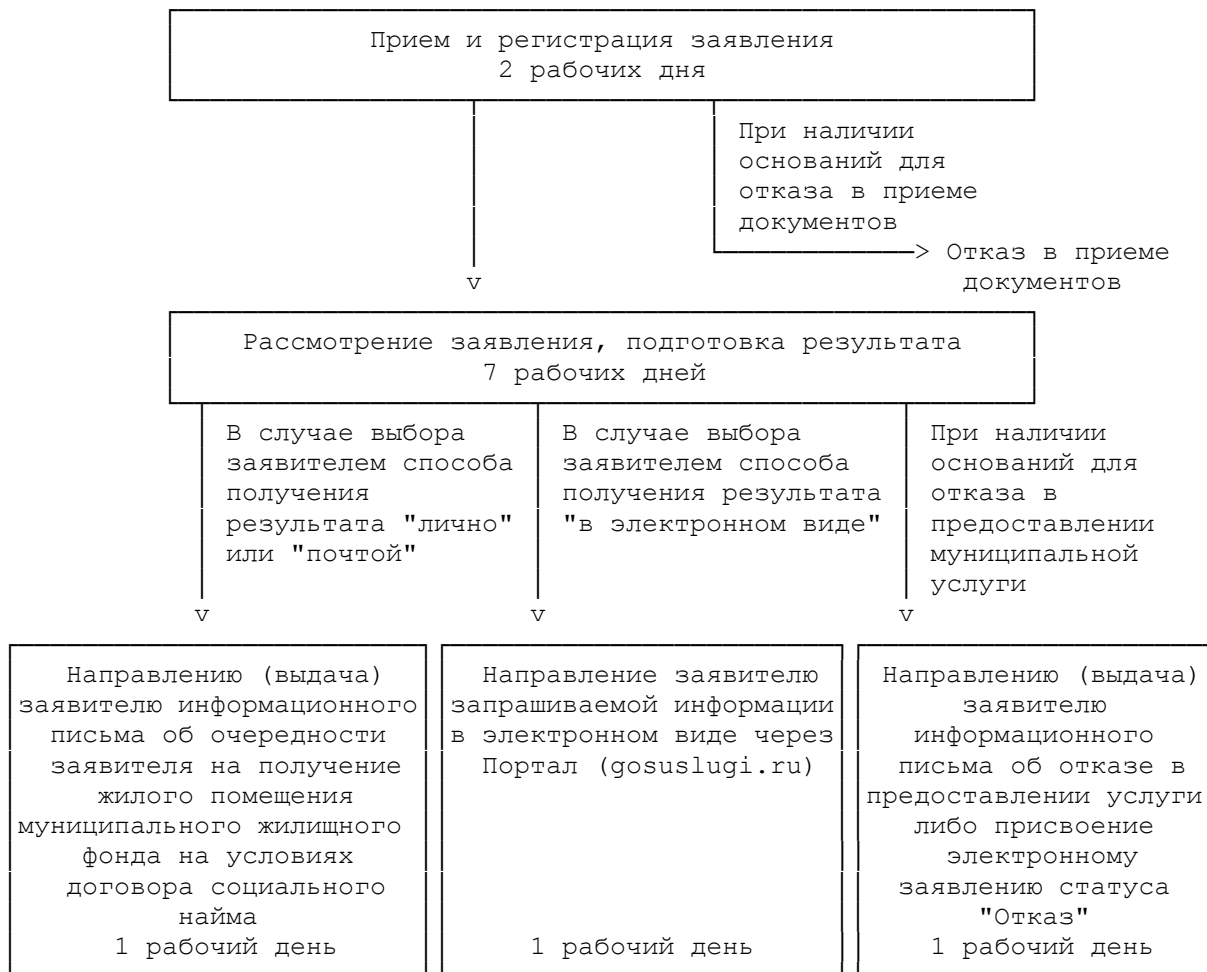 Прием и регистрация заявления
2 рабочих дня
При наличии
оснований для
отказа в приеме
документов
> Отказ в приеме
документов
v
Рассмотрение заявления, подготовка результата
7 рабочих дней
В случае выбора
заявителем способа
получения
результата "лично"
или "почтой"
В случае выбора
заявителем способа
получения результата
"в электронном виде"
При наличии
оснований для
отказа в
предоставлении
муниципальной
услуги
v
v
v
Направлению (выдача)
заявителю информационного
письма об очередности
заявителя на получение
жилого помещения
муниципального жилищного
фонда на условиях
договора социального
найма
1 рабочий день
Направление заявителю
запрашиваемой информации
в электронном виде через
Портал (gosuslugi.ru)
1 рабочий день
Направлению (выдача)
заявителю
информационного
письма об отказе в
предоставлении услуги
либо присвоение
электронному
заявлению статуса
"Отказ"
1 рабочий день